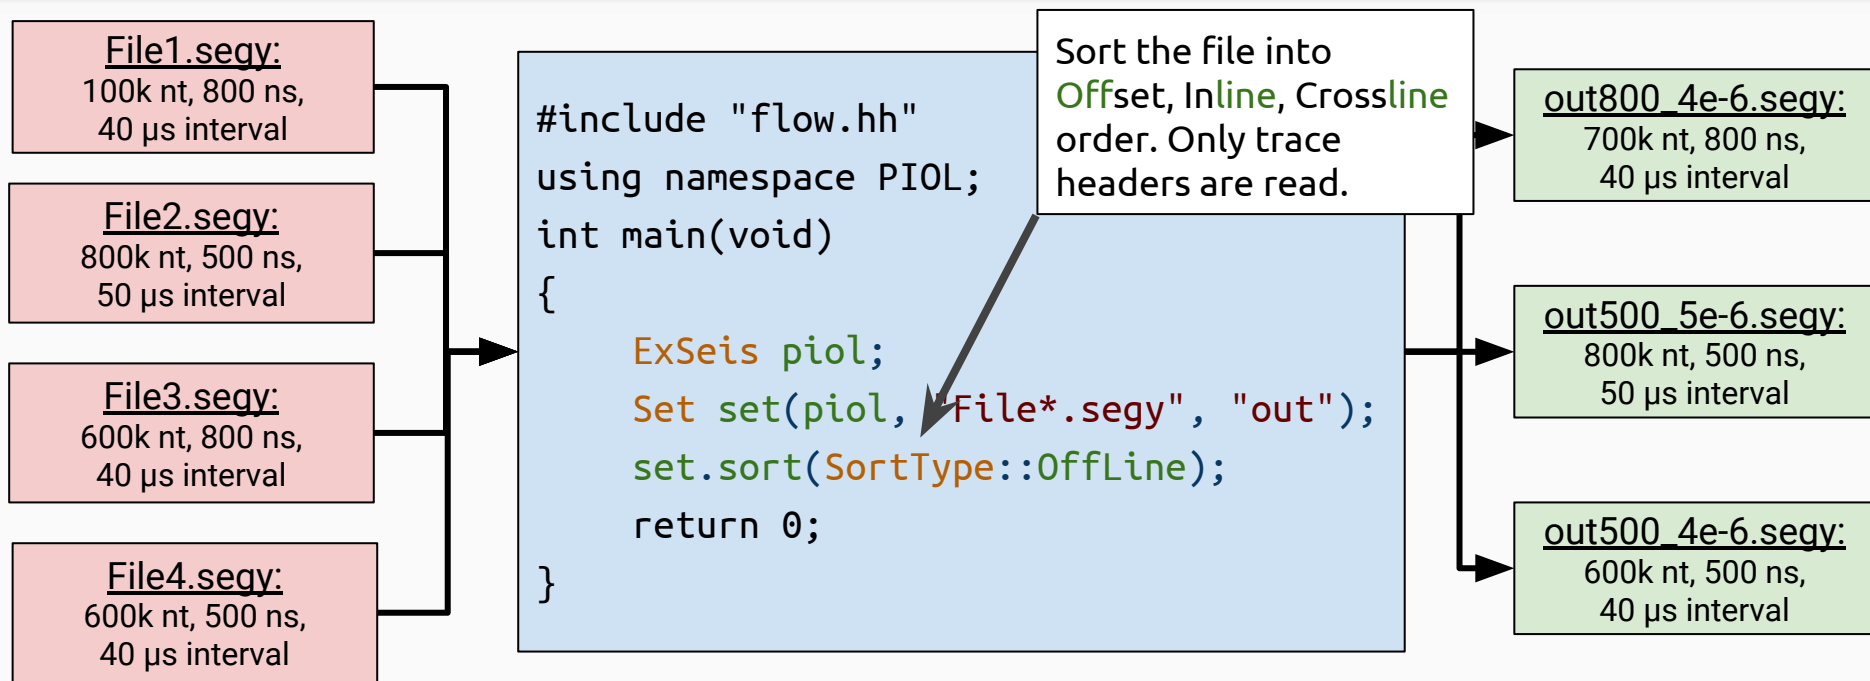 File1.segy:
100k nt, 800 ns,
40 µs interval
File2.segy:
800k nt, 500 ns,
50 µs interval
File3.segy:
600k nt, 800 ns,
40 µs interval
File4.segy:
600k nt, 500 ns,
40 µs interval
#include "flow.hh"
using namespace PIOL;
int main(void)
{
ExSeis piol;
Set set(piol, "File*.segy", "out");
set.sort(SortType::OffLine);
return 0;
}
Sort the file into
Offset, Inline, Crossline
order. Only trace
headers are read.
out800_4e-6.segy:
700k nt, 800 ns,
40 µs interval
out500_5e-6.segy:
800k nt, 500 ns,
50 µs interval
out500_4e-6.segy:
600k nt, 500 ns,
40 µs interval